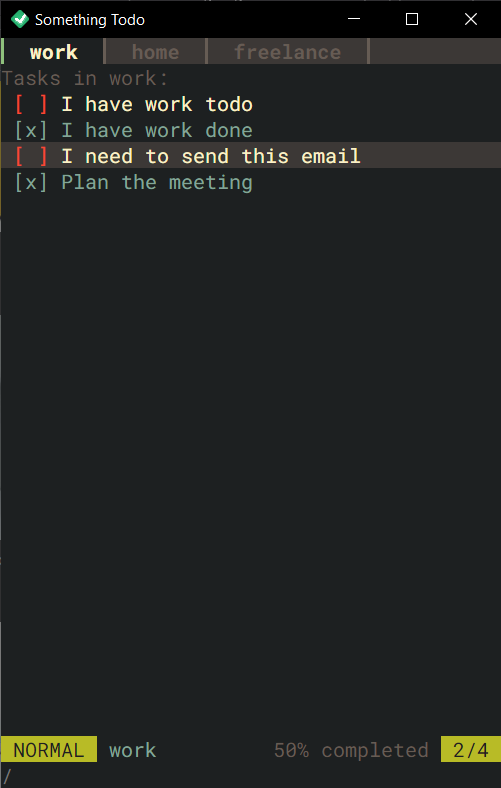 Something Todo
work home freelance
Tasks in work:
[ ] I have work todo
[x] I have work done
[ ] I need to send this email
[x] Plan the meeting
NORMAL work 50% completed 2/4
/